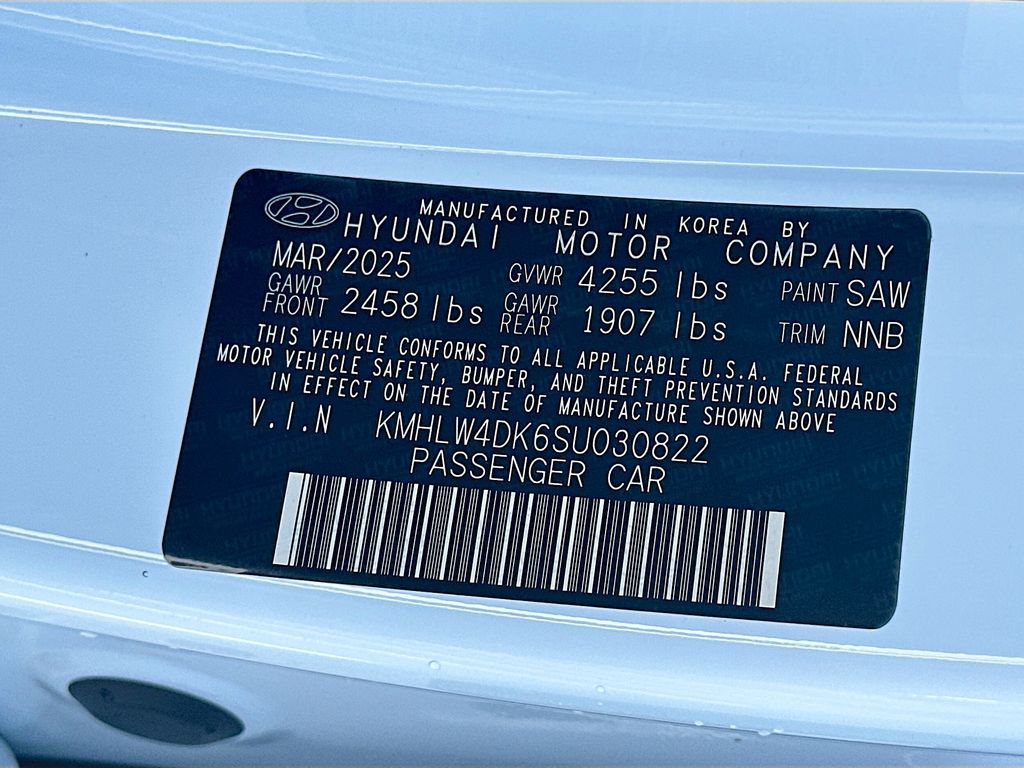 MANUFACTURED IN KOREA BY
HYUNDAI MOTOR COMPANY
MAR/2025 GVWR 4255 lbs PAINT SAW
GAWR FRONT 2458 lbs GAWR REAR 1907 lbs TRIM NNB
THIS VEHICLE CONFORMS TO ALL APPLICABLE U.S.A. FEDERAL
MOTOR VEHICLE SAFETY, BUMPER, AND THEFT PREVENTION STANDARDS
IN EFFECT ON THE DATE OF MANUFACTURE SHOWN ABOVE
V.I.N KMHLW4DK6SU030822
PASSENGER CAR